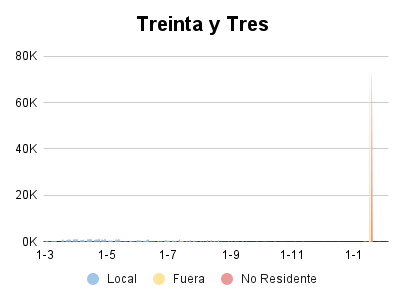 Treinta y Tres
80K
60K
40K
20K
0K
1-3 1-5 1-7 1-9 1-11 1-1
Local Fuera No Residente